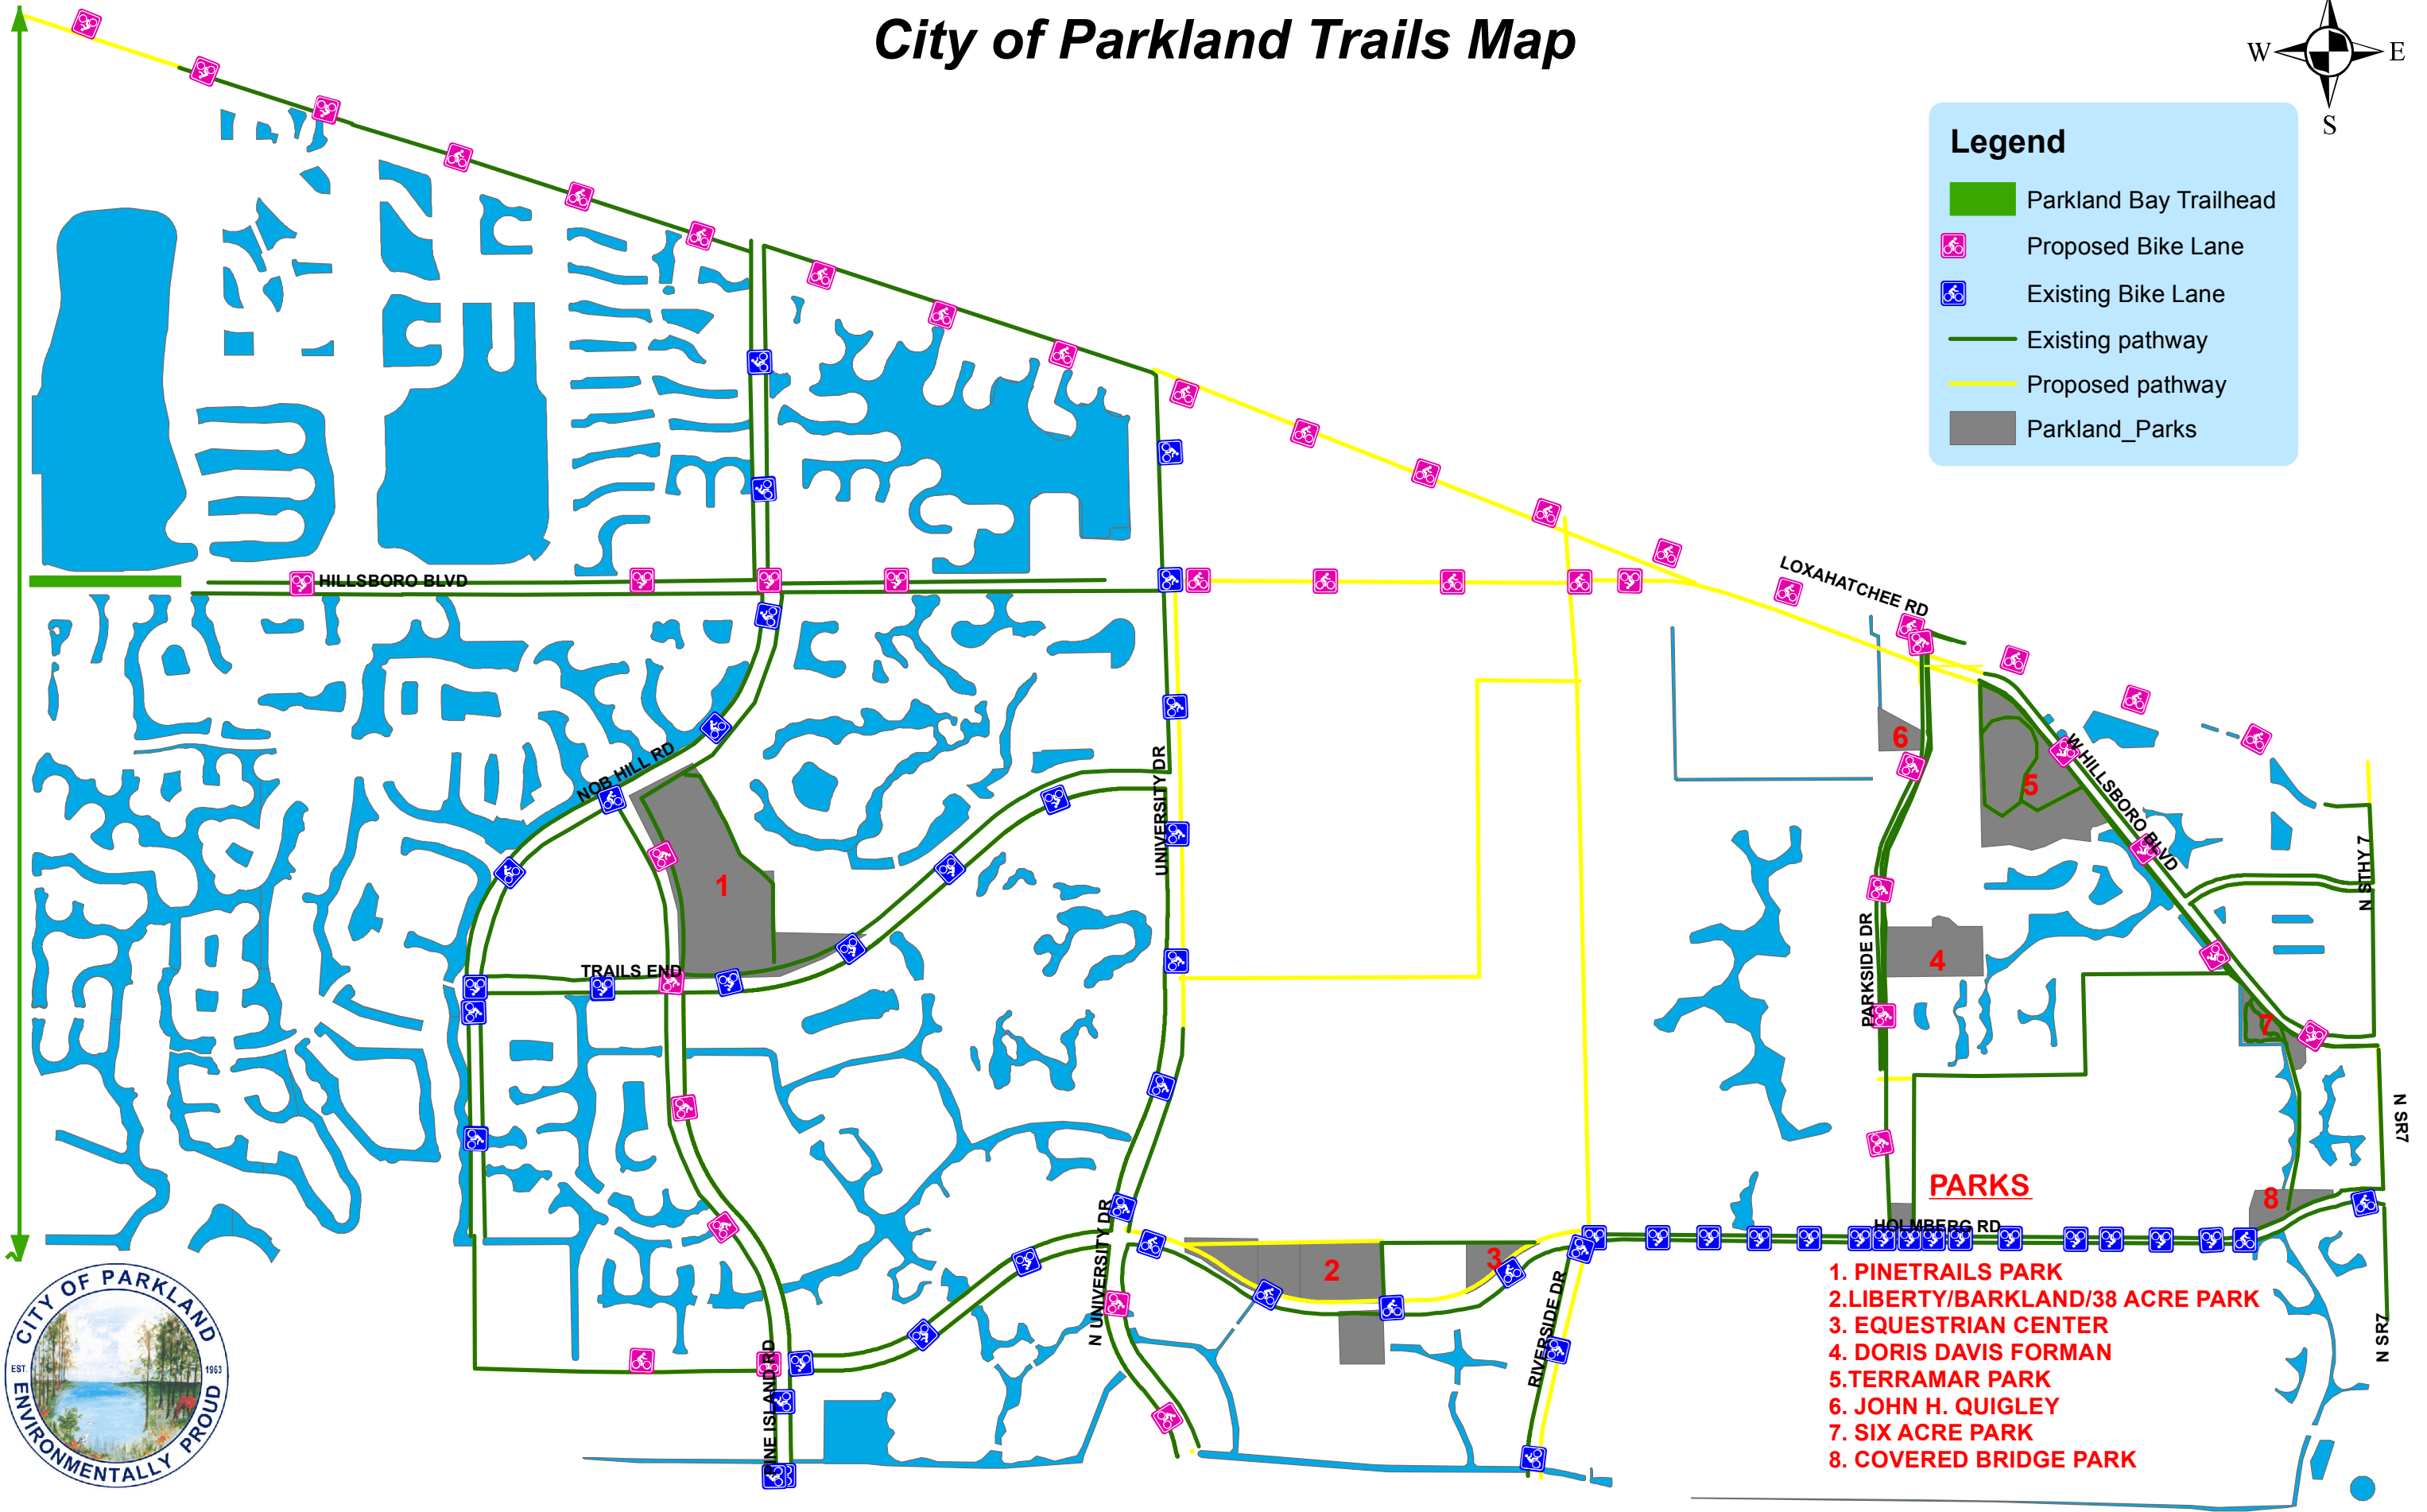 City of Parkland Trails Map
W
E
S
Legend
Parkland Bay Trailhead
Proposed Bike Lane
Existing Bike Lane
Existing pathway
Proposed pathway
Parkland_Parks
HILLSBORO BLVD
LOXAHATCHEE RD
NOB HILL RD
UNIVERSITY DR
W HILLSBORO BLVD
N STHY 7
1
2
3
4
5
6
7
8
TRAILS END
PARKSIDE DR
N SR7
N UNIVERSITY DR
RIVERSIDE DR
HOLMBERG RD
PINE ISLAND RD
N SR7
PARKS
1. PINETRAILS PARK
2.LIBERTY/BARKLAND/38 ACRE PARK
3. EQUESTRIAN CENTER
4. DORIS DAVIS FORMAN
5.TERRAMAR PARK
6. JOHN H. QUIGLEY
7. SIX ACRE PARK
8. COVERED BRIDGE PARK
CITY OF PARKLAND
EST.
1963
ENVIRONMENTALLY PROUD